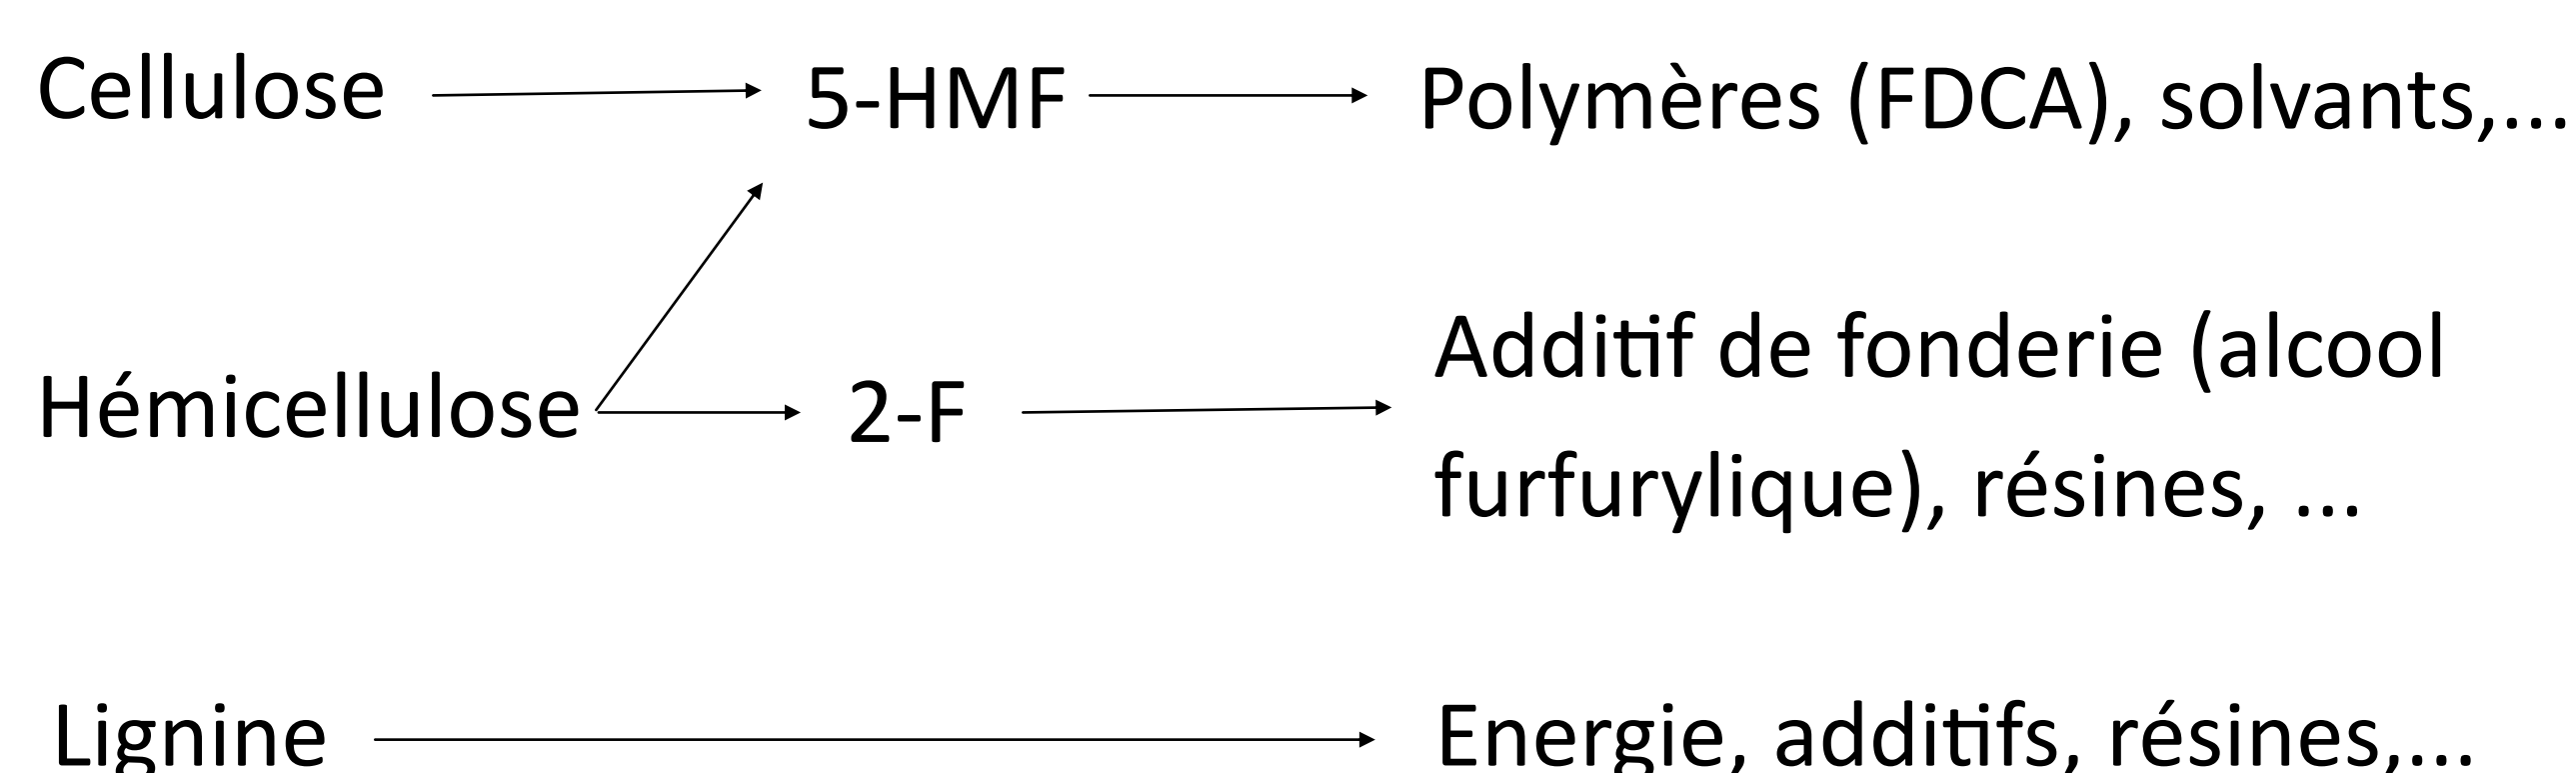 Cellulose 5-HMF Polymères (FDCA), solvants,...
Hémicellulose 2-F Additif de fonderie (alcool
furfurylique), résines, ...
Lignine Energie, additifs, résines,...